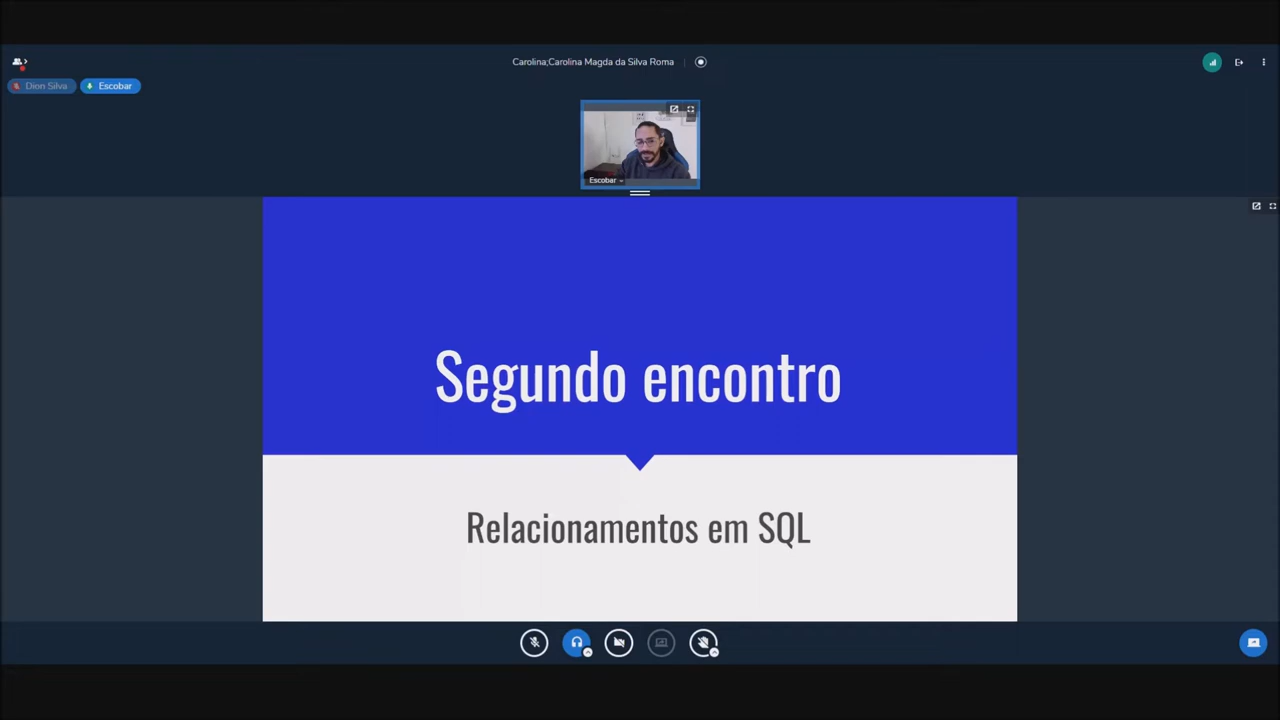 Carolina;Carolina Magda da Silva Roma
Dion Silva
Escobar
Escobar
Segundo encontro
Relacionamentos em SQL